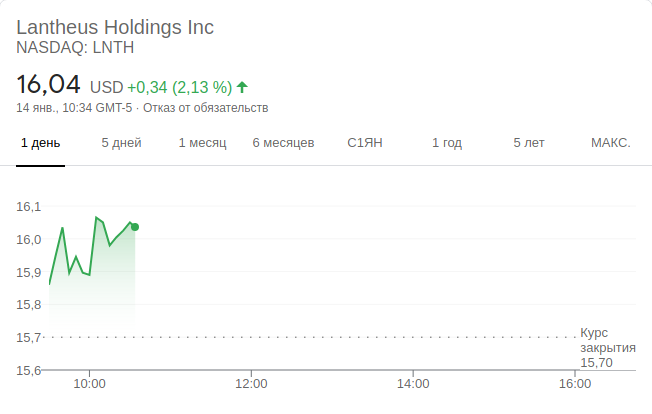 Lantheus Holdings Inc
NASDAQ: LNTH
16,04 USD +0,34 (2,13 %)
14 янв., 10:34 GMT-5 · Отказ от обязательств
1 день 5 дней 1 месяц 6 месяцев С1ЯН 1 год 5 лет МАКС.
16,1
16,0
15,9
15,8
15,7
Курс
закрытия
15,70
15,6
10:00 12:00 14:00 16:00